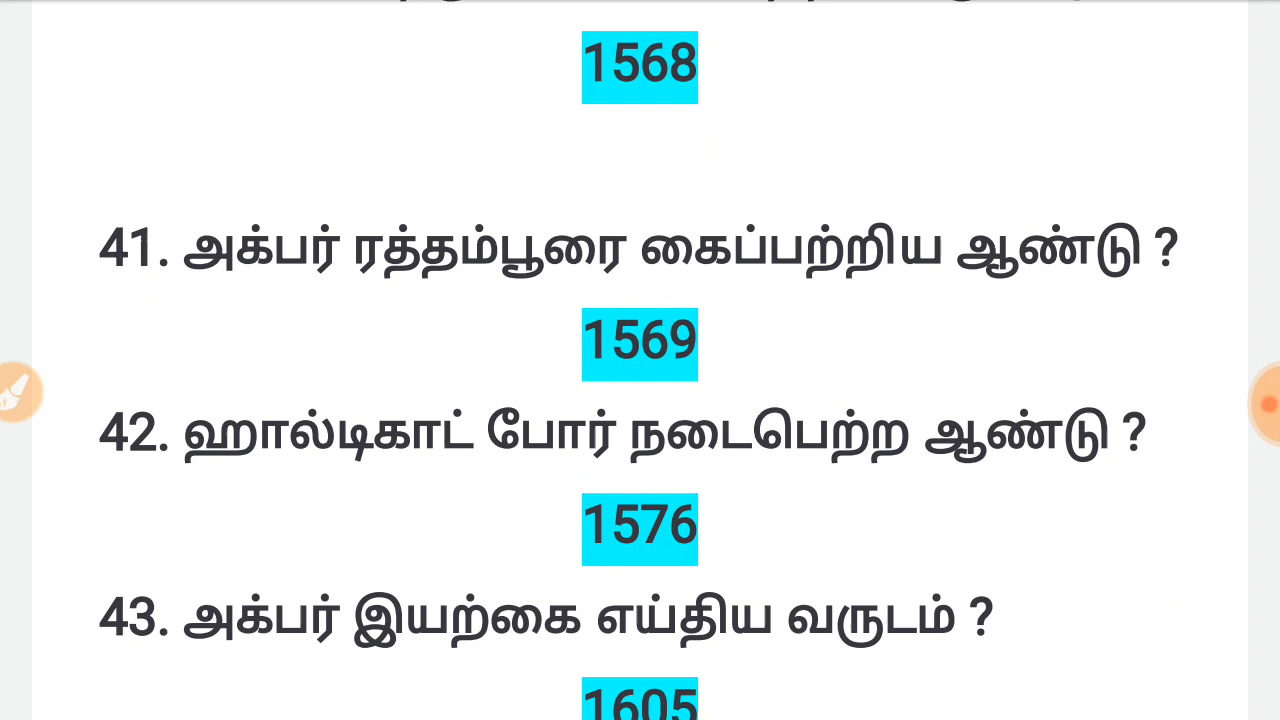 1568
41. அக்பர் ரத்தம்பூரை கைப்பற்றிய ஆண்டு ?
1569
42. ஹால்டிகாட் போர் நடைபெற்ற ஆண்டு ?
1576
43. அக்பர் இயற்கை எய்திய வருடம் ?
1605